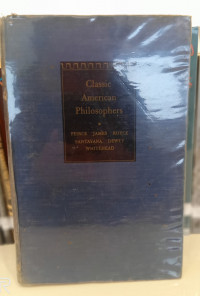 Classic
American
Philosophers
PEIRCE JAMES ROYCE
SANTAYANA DEWEY
WHITEHEAD